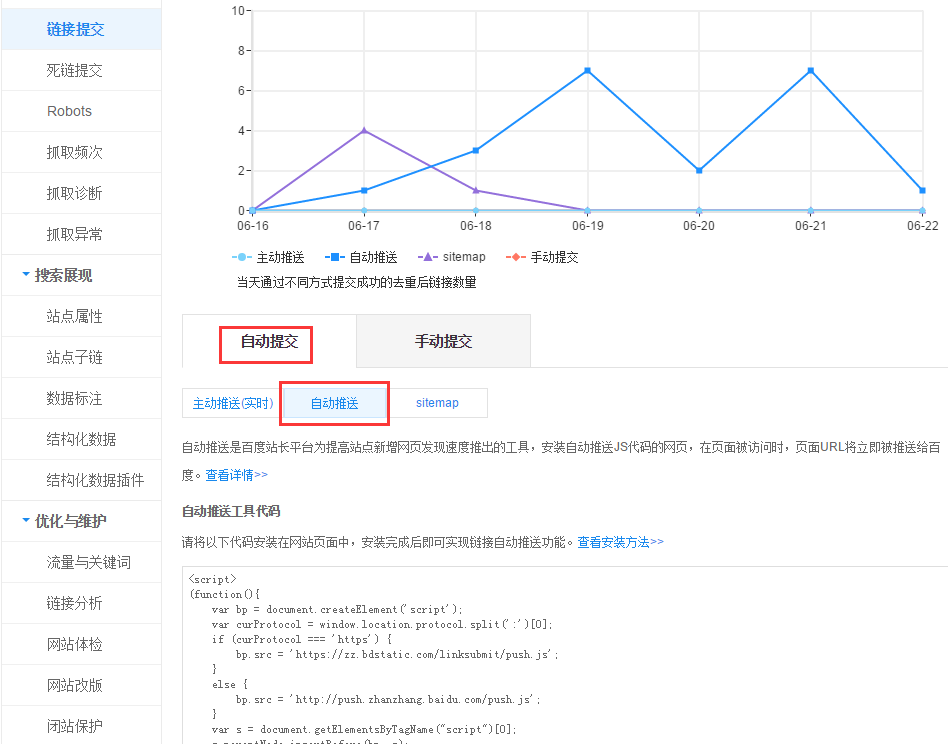 链接提交
死链提交
Robots
抓取频次
抓取诊断
抓取异常
搜索展现
站点属性
站点子链
数据标注
结构化数据
结构化数据插件
优化与维护
流量与关键词
链接分析
网站体检
网站改版
闭站保护
10
8
6
4
2
0
06-16 06-17 06-18 06-19 06-20 06-21 06-22
主动推送 自动推送 sitemap 手动提交
当天通过不同方式提交成功的去重后链接数量
自动提交 手动提交
主动推送(实时) 自动推送 sitemap
自动推送是百度站长平台为提高站点新增网页发现速度推出的工具，安装自动推送JS代码的网页，在页面被访问时，页面URL将立即被推送给百
度。查看详情>>
自动推送工具代码
请将以下代码安装在网站页面中，安装完成后即可实现链接自动推送功能。查看安装方法>>
<script>
(function(){
    var bp = document.createElement('script');
    var curProtocol = window.location.protocol.split(':')[0];
    if (curProtocol === 'https') {
        bp.src = 'https://zz.bdstatic.com/linksubmit/push.js';
    }
    else {
        bp.src = 'http://push.zhanzhang.baidu.com/push.js';
    }
    var s = document.getElementsByTagName("script")[0];